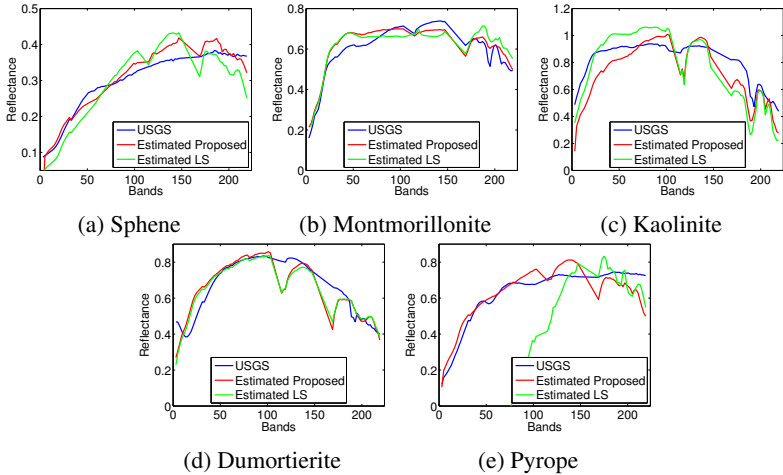 0.5
0.4
0.3
0.2
0.1
Reflectance
0 50 100 150 200
Bands
USGS
Estimated Proposed
Estimated LS
(a) Sphene
0.8
0.6
0.4
0.2
0
Reflectance
0 50 100 150 200
Bands
USGS
Estimated Proposed
Estimated LS
(b) Montmorillonite
1.2
1
0.8
0.6
0.4
0.2
0
Reflectance
0 50 100 150 200
Bands
USGS
Estimated Proposed
Estimated LS
(c) Kaolinite
0.8
0.6
0.4
0.2
0
Reflectance
0 50 100 150 200
Bands
USGS
Estimated Proposed
Estimated LS
(d) Dumortierite
0.8
0.6
0.4
0.2
0
Reflectance
0 50 100 150 200
Bands
USGS
Estimated Proposed
Estimated LS
(e) Pyrope